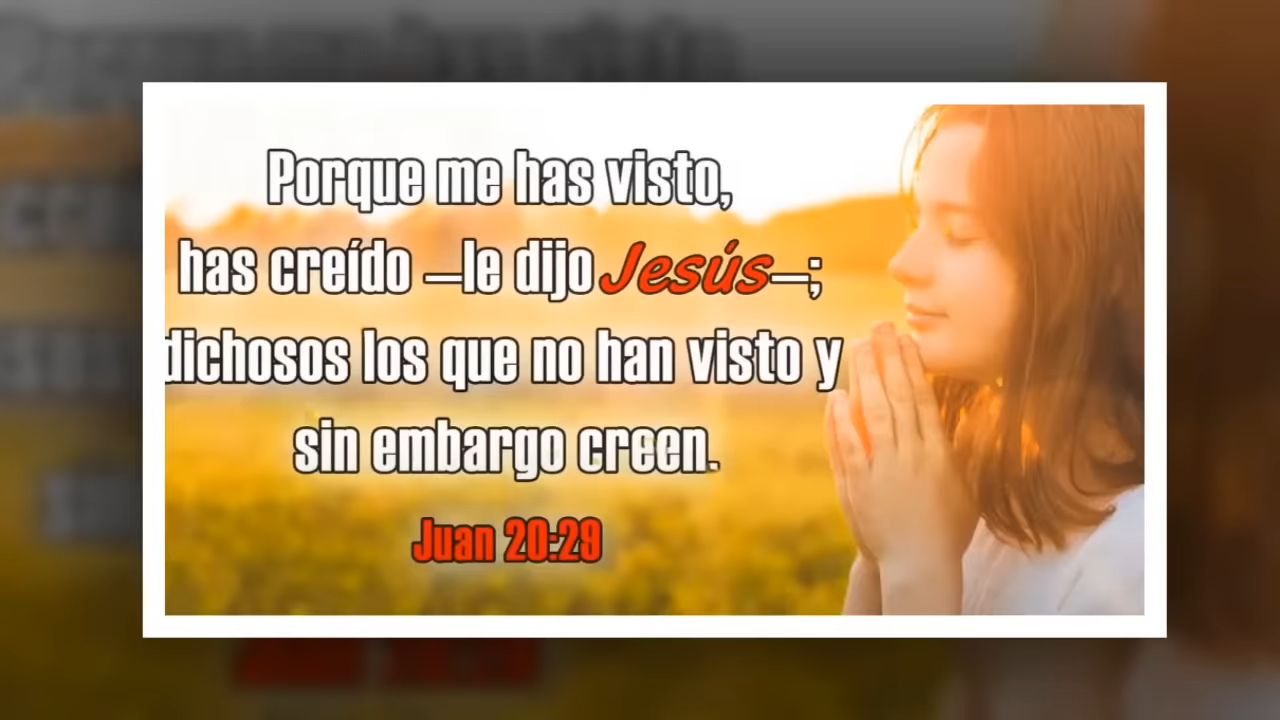 Porque me has visto,
has creído —le dijo Jesús—;
dichosos los que no han visto y
sin embargo creen.
Juan 20:29